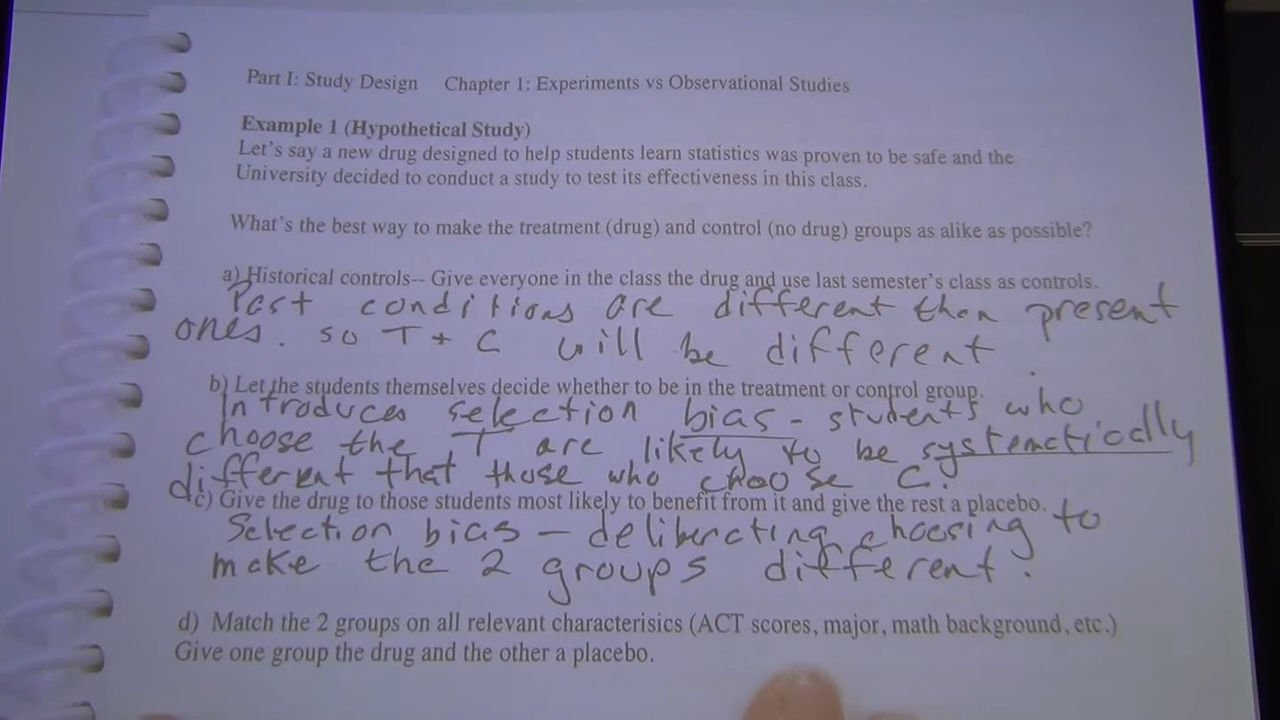 Part I: Study Design Chapter 1: Experiments vs Observational Studies
Example 1 (Hypothetical Study)
Let's say a new drug designed to help students learn statistics was proven to be safe and the
University decided to conduct a study to test its effectiveness in this class.
What's the best way to make the treatment (drug) and control (no drug) groups as alike as possible?
a) Historical controls-- Give everyone in the class the drug and use last semester's class as controls.
Past conditions are different than present
ones. so T + C will be different.
b) Let the students themselves decide whether to be in the treatment or control group.
Introduces selection bias - students who
choose the T are likely to be systematically
different that those who choose C.
c) Give the drug to those students most likely to benefit from it and give the rest a placebo.
Selection bias — deliberating choosing to
make the 2 groups different.
d) Match the 2 groups on all relevant characterisics (ACT scores, major, math background, etc.)
Give one group the drug and the other a placebo.